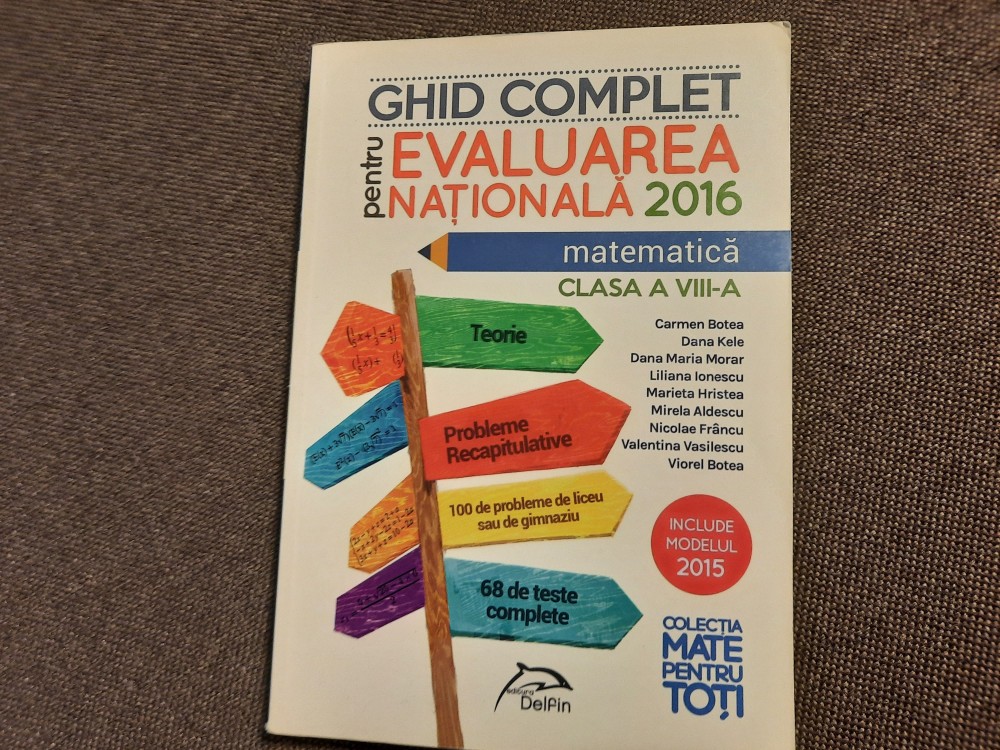 GHID COMPLET
pentru
EVALUAREA
NAȚIONALĂ 2016
matematică
CLASA A VIII-A
Teorie
Probleme
Recapitulative
100 de probleme de liceu
sau de gimnaziu
68 de teste
complete
Carmen Botea
Dana Kele
Dana Maria Morar
Liliana Ionescu
Marieta Hristea
Mirela Aldescu
Nicolae Frâncu
Valentina Vasilescu
Viorel Botea
INCLUDE
MODELUL
2015
COLECȚIA
MATE
PENTRU
TOȚI
editura
Delfin